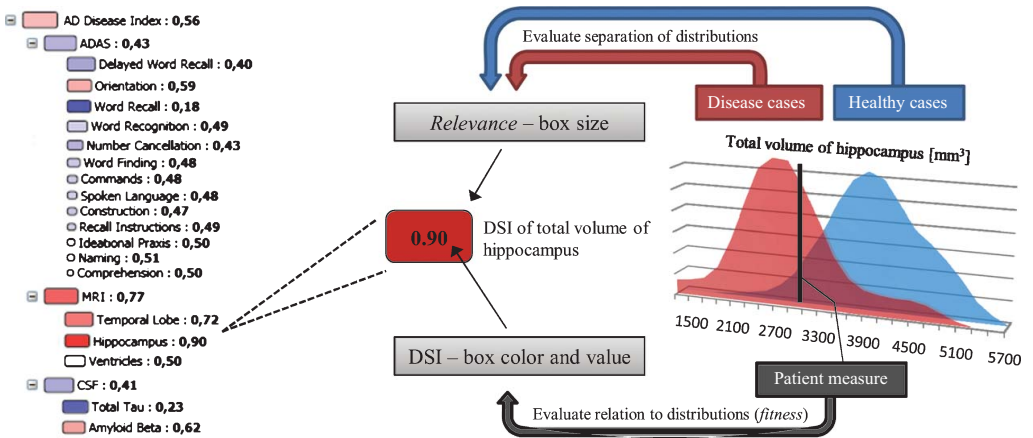 AD Disease Index : 0,56
ADAS : 0,43
Delayed Word Recall : 0,40
Orientation : 0,59
Word Recall : 0,18
Word Recognition : 0,49
Number Cancellation : 0,43
Word Finding : 0,48
Commands : 0,48
Spoken Language : 0,48
Construction : 0,47
Recall Instructions : 0,49
Ideational Praxis : 0,50
Naming : 0,51
Comprehension : 0,50
MRI : 0,77
Temporal Lobe : 0,72
Hippocampus : 0,90
Ventricles : 0,50
CSF : 0,41
Total Tau : 0,23
Amyloid Beta : 0,62
Evaluate separation of distributions
Disease cases
Healthy cases
Relevance – box size
0.90
DSI of total volume of
hippocampus
DSI – box color and value
Total volume of hippocampus [mm³]
1500 2100 2700 3300 3900 4500 5100 5700
Patient measure
Evaluate relation to distributions (fitness)